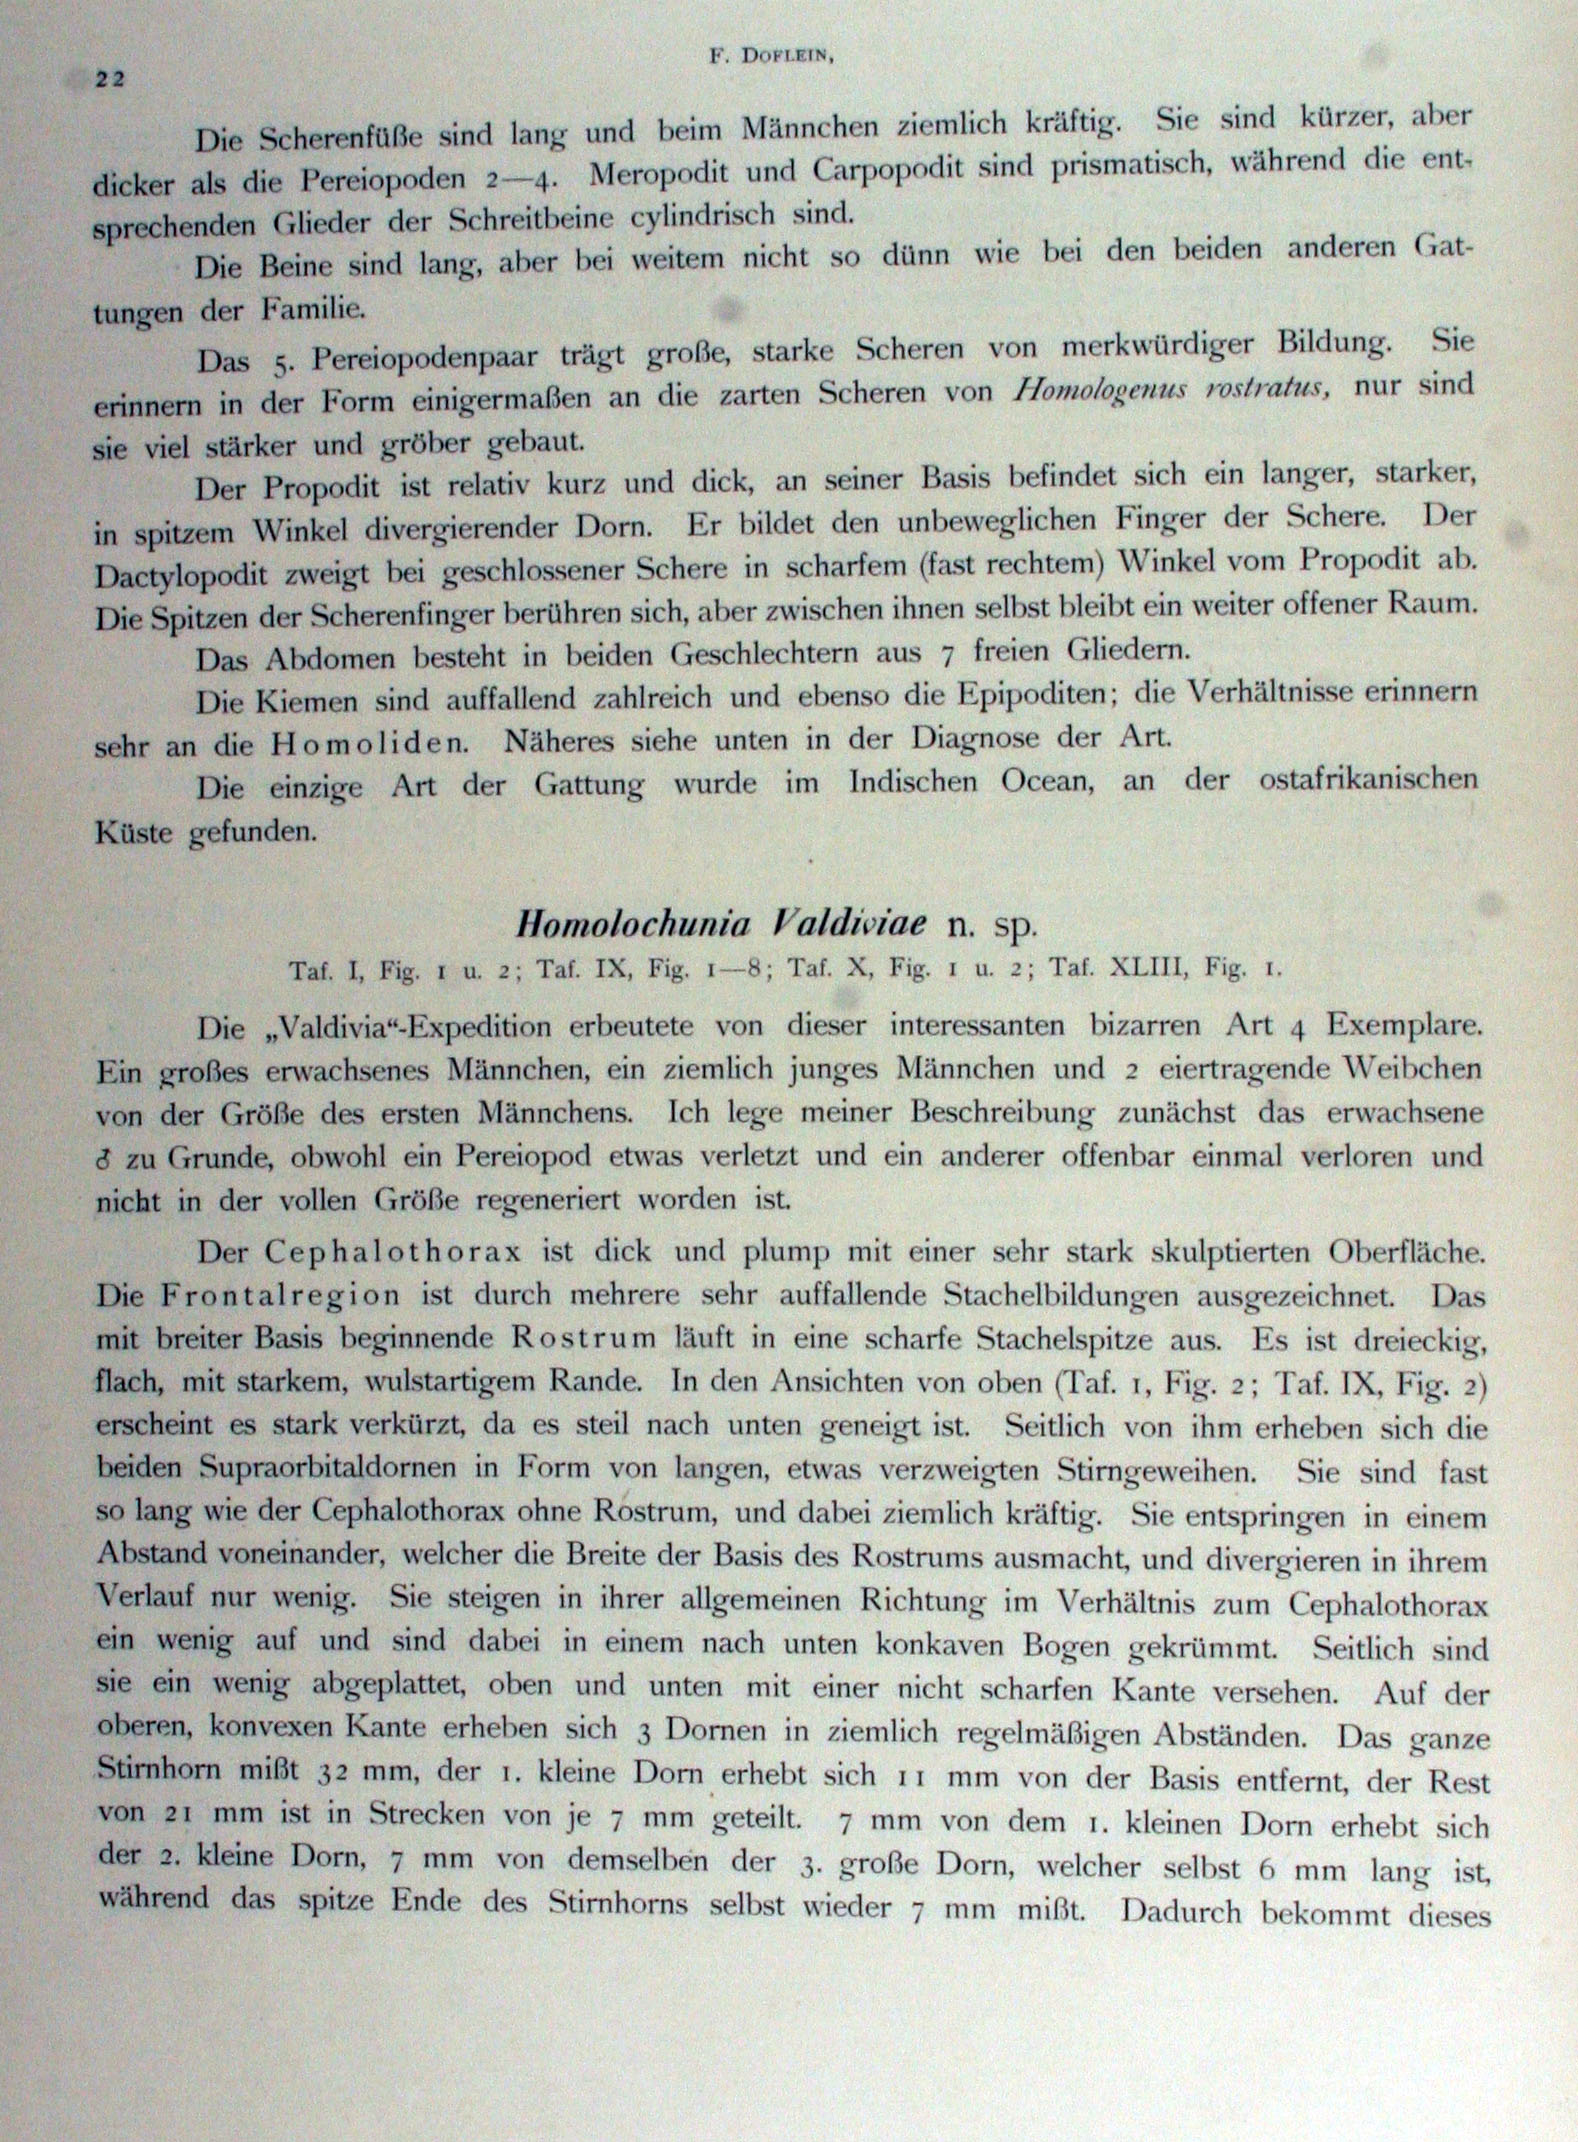 F. Doflein,
22
Die Scherenfüße sind lang und beim Männchen ziemlich kräftig. Sie sind kürzer, aber
dicker als die Pereiopoden 2—4. Meropodit und Carpopodit sind prismatisch, während die ent-
sprechenden Glieder der Schreitbeine cylindrisch sind.
Die Beine sind lang, aber bei weitem nicht so dünn wie bei den beiden anderen Gat-
tungen der Familie.
Das 5. Pereiopodenpaar trägt große, starke Scheren von merkwürdiger Bildung. Sie
erinnern in der Form einigermaßen an die zarten Scheren von Homologenus rostratus, nur sind
sie viel stärker und gröber gebaut.
Der Propodit ist relativ kurz und dick, an seiner Basis befindet sich ein langer, starker,
in spitzem Winkel divergierender Dorn. Er bildet den unbeweglichen Finger der Schere. Der
Dactylopodit zweigt bei geschlossener Schere in scharfem (fast rechtem) Winkel vom Propodit ab.
Die Spitzen der Scherenfinger berühren sich, aber zwischen ihnen selbst bleibt ein weiter offener Raum.
Das Abdomen besteht in beiden Geschlechtern aus 7 freien Gliedern.
Die Kiemen sind auffallend zahlreich und ebenso die Epipoditen; die Verhältnisse erinnern
sehr an die Homoliden. Näheres siehe unten in der Diagnose der Art.
Die einzige Art der Gattung wurde im Indischen Ocean, an der ostafrikanischen
Küste gefunden.
Homolochunia Valdiviae n. sp.
Taf. I, Fig. 1 u. 2; Taf. IX, Fig. 1—8; Taf. X, Fig. 1 u. 2; Taf. XLIII, Fig. 1.
Die „Valdivia“-Expedition erbeutete von dieser interessanten bizarren Art 4 Exemplare.
Ein großes erwachsenes Männchen, ein ziemlich junges Männchen und 2 eiertragende Weibchen
von der Größe des ersten Männchens. Ich lege meiner Beschreibung zunächst das erwachsene
♂ zu Grunde, obwohl ein Pereiopod etwas verletzt und ein anderer offenbar einmal verloren und
nicht in der vollen Größe regeneriert worden ist.
Der Cephalothorax ist dick und plump mit einer sehr stark skulptierten Oberfläche.
Die Frontalregion ist durch mehrere sehr auffallende Stachelbildungen ausgezeichnet. Das
mit breiter Basis beginnende Rostrum läuft in eine scharfe Stachelspitze aus. Es ist dreieckig,
flach, mit starkem, wulstartigem Rande. In den Ansichten von oben (Taf. 1, Fig. 2; Taf. IX, Fig. 2)
erscheint es stark verkürzt, da es steil nach unten geneigt ist. Seitlich von ihm erheben sich die
beiden Supraorbitaldornen in Form von langen, etwas verzweigten Stirngeweihen. Sie sind fast
so lang wie der Cephalothorax ohne Rostrum, und dabei ziemlich kräftig. Sie entspringen in einem
Abstand voneinander, welcher die Breite der Basis des Rostrums ausmacht, und divergieren in ihrem
Verlauf nur wenig. Sie steigen in ihrer allgemeinen Richtung im Verhältnis zum Cephalothorax
ein wenig auf und sind dabei in einem nach unten konkaven Bogen gekrümmt. Seitlich sind
sie ein wenig abgeplattet, oben und unten mit einer nicht scharfen Kante versehen. Auf der
oberen, konvexen Kante erheben sich 3 Dornen in ziemlich regelmäßigen Abständen. Das ganze
Stirnhorn mißt 32 mm, der 1. kleine Dorn erhebt sich 11 mm von der Basis entfernt, der Rest
von 21 mm ist in Strecken von je 7 mm geteilt. 7 mm von dem 1. kleinen Dorn erhebt sich
der 2. kleine Dorn, 7 mm von demselben der 3. große Dorn, welcher selbst 6 mm lang ist,
während das spitze Ende des Stirnhorns selbst wieder 7 mm mißt. Dadurch bekommt dieses